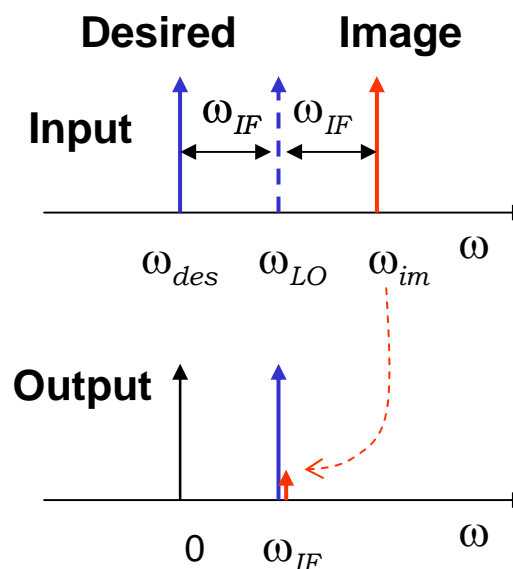 Desired Image
Input
ω_IF ω_IF
ω_des ω_LO ω_im ω
Output
0 ω_IF ω